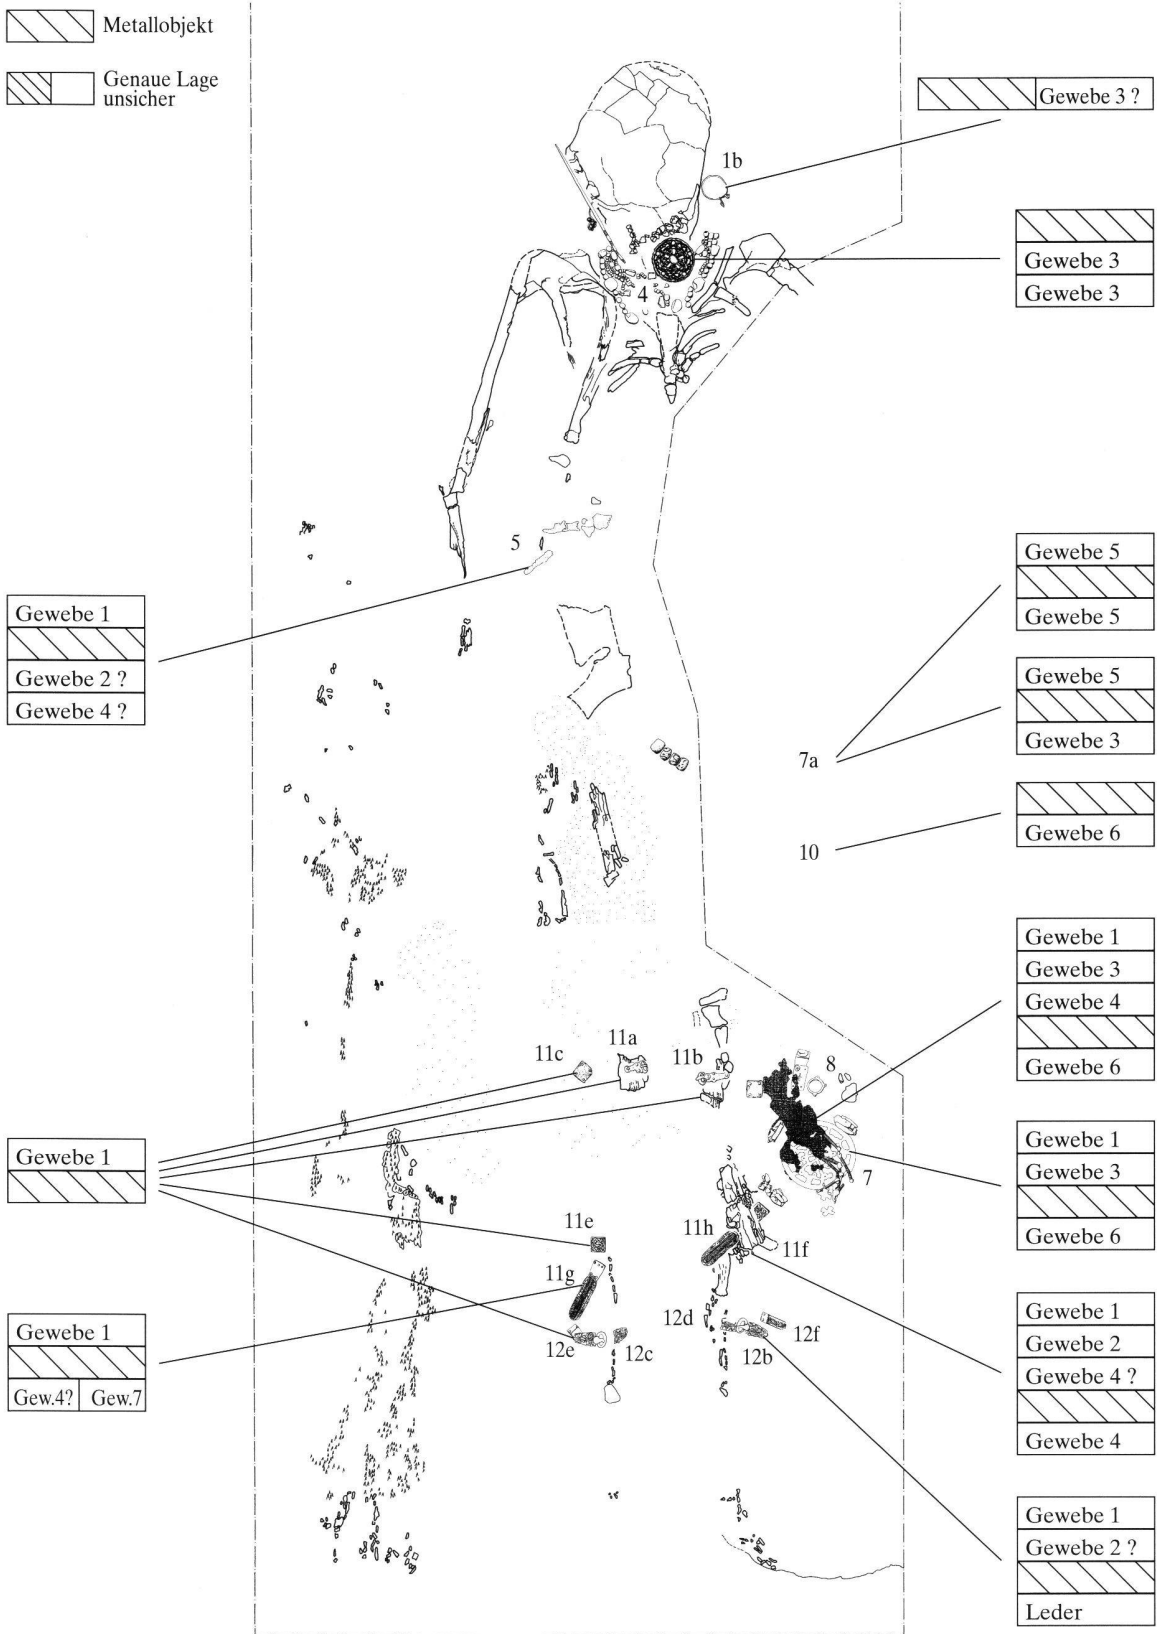 Metallobjekt
Genaue Lage
unsicher
Gewebe 3 ?
1b
Gewebe 3
Gewebe 3
4
5
Gewebe 5
Gewebe 5
Gewebe 1
Gewebe 2 ?
Gewebe 4 ?
Gewebe 5
Gewebe 3
7a
Gewebe 6
10
Gewebe 1
Gewebe 3
Gewebe 4
Gewebe 6
11c
11a
11b
8
Gewebe 1
Gewebe 1
Gewebe 3
Gewebe 6
7
11e
11h
11f
11g
Gewebe 1
Gew.4?
Gew.7
12e
12c
12d
12b
12f
Gewebe 1
Gewebe 2
Gewebe 4 ?
Gewebe 4
Gewebe 1
Gewebe 2 ?
Leder